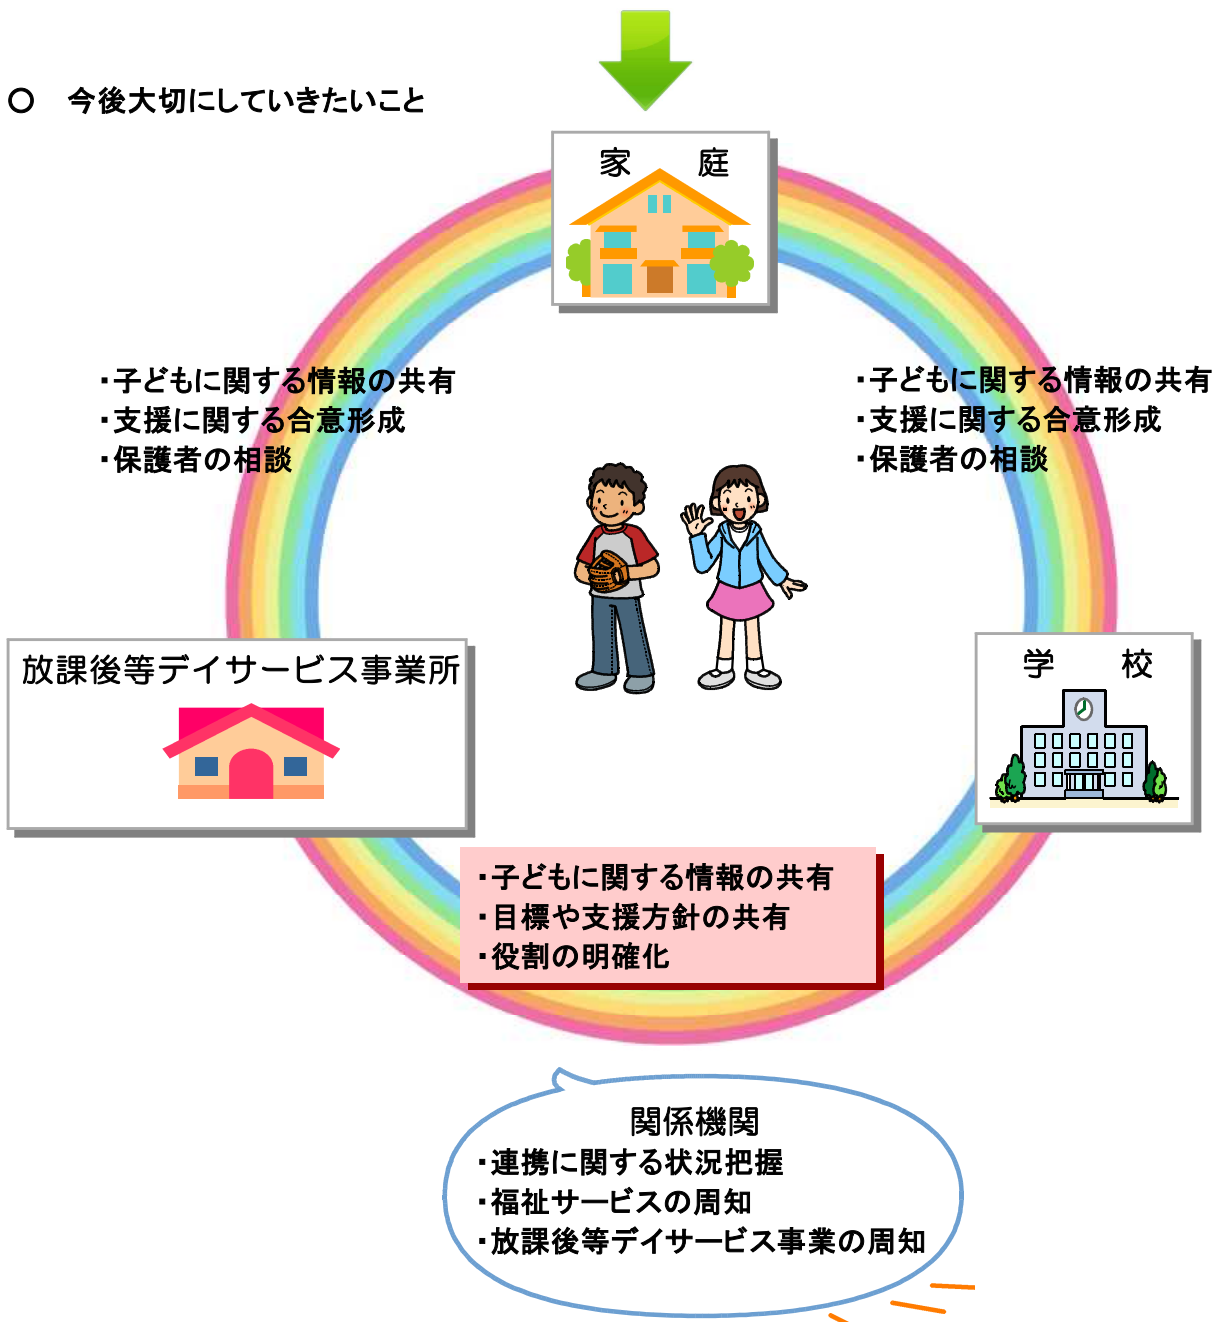 ○　今後大切にしていきたいこと
家　庭
・子どもに関する情報の共有
・支援に関する合意形成
・保護者の相談
・子どもに関する情報の共有
・支援に関する合意形成
・保護者の相談
放課後等デイサービス事業所
学　校
・子どもに関する情報の共有
・目標や支援方針の共有
・役割の明確化
関係機関
・連携に関する状況把握
・福祉サービスの周知
・放課後等デイサービス事業の周知